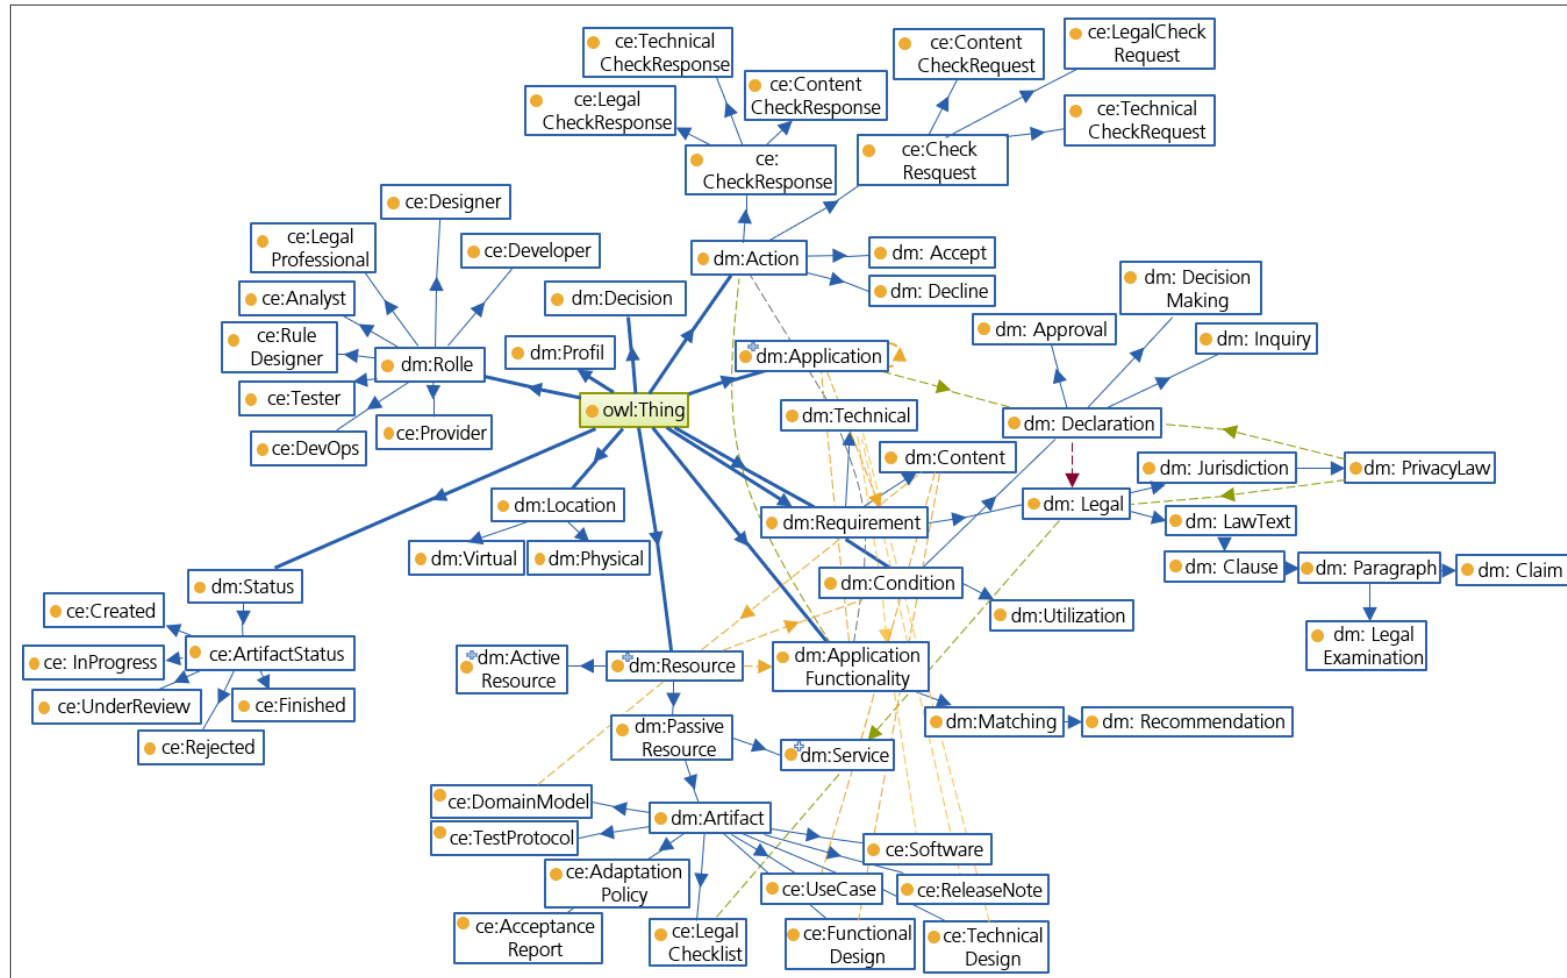 ce:Technical
CheckResponse
ce:Content
CheckRequest
ce:LegalCheck
Request
ce:Legal
CheckResponse
ce:Content
CheckResponse
ce:Technical
CheckRequest
ce:
CheckResponse
ce:Check
Resquest
ce:Designer
ce:Legal
Professional
ce:Developer
dm:Action
dm: Accept
dm: Decline
dm: Decision
Making
ce:Analyst
dm:Decision
ce:Rule
Designer
dm:Rolle
dm:Profil
dm:Application
dm: Approval
dm: Inquiry
ce:Tester
owl:Thing
dm:Technical
dm: Declaration
ce:DevOps
ce:Provider
dm:Content
dm: Jurisdiction
dm: PrivacyLaw
dm:Location
dm:Requirement
dm: Legal
dm: LawText
dm:Virtual
dm:Physical
dm: Clause
dm: Paragraph
dm: Claim
dm:Status
dm:Condition
ce:Created
dm:Utilization
ce:ArtifactStatus
dm: Legal
Examination
ce: InProgress
dm:Active
Resource
dm:Resource
dm:Application
Functionality
ce:UnderReview
ce:Finished
ce:Rejected
dm:Passive
Resource
dm:Matching
dm: Recommendation
dm:Service
ce:DomainModel
dm:Artifact
ce:TestProtocol
ce:Software
ce:Adaptation
Policy
ce:UseCase
ce:ReleaseNote
ce:Acceptance
Report
ce:Legal
Checklist
ce:Functional
Design
ce:Technical
Design